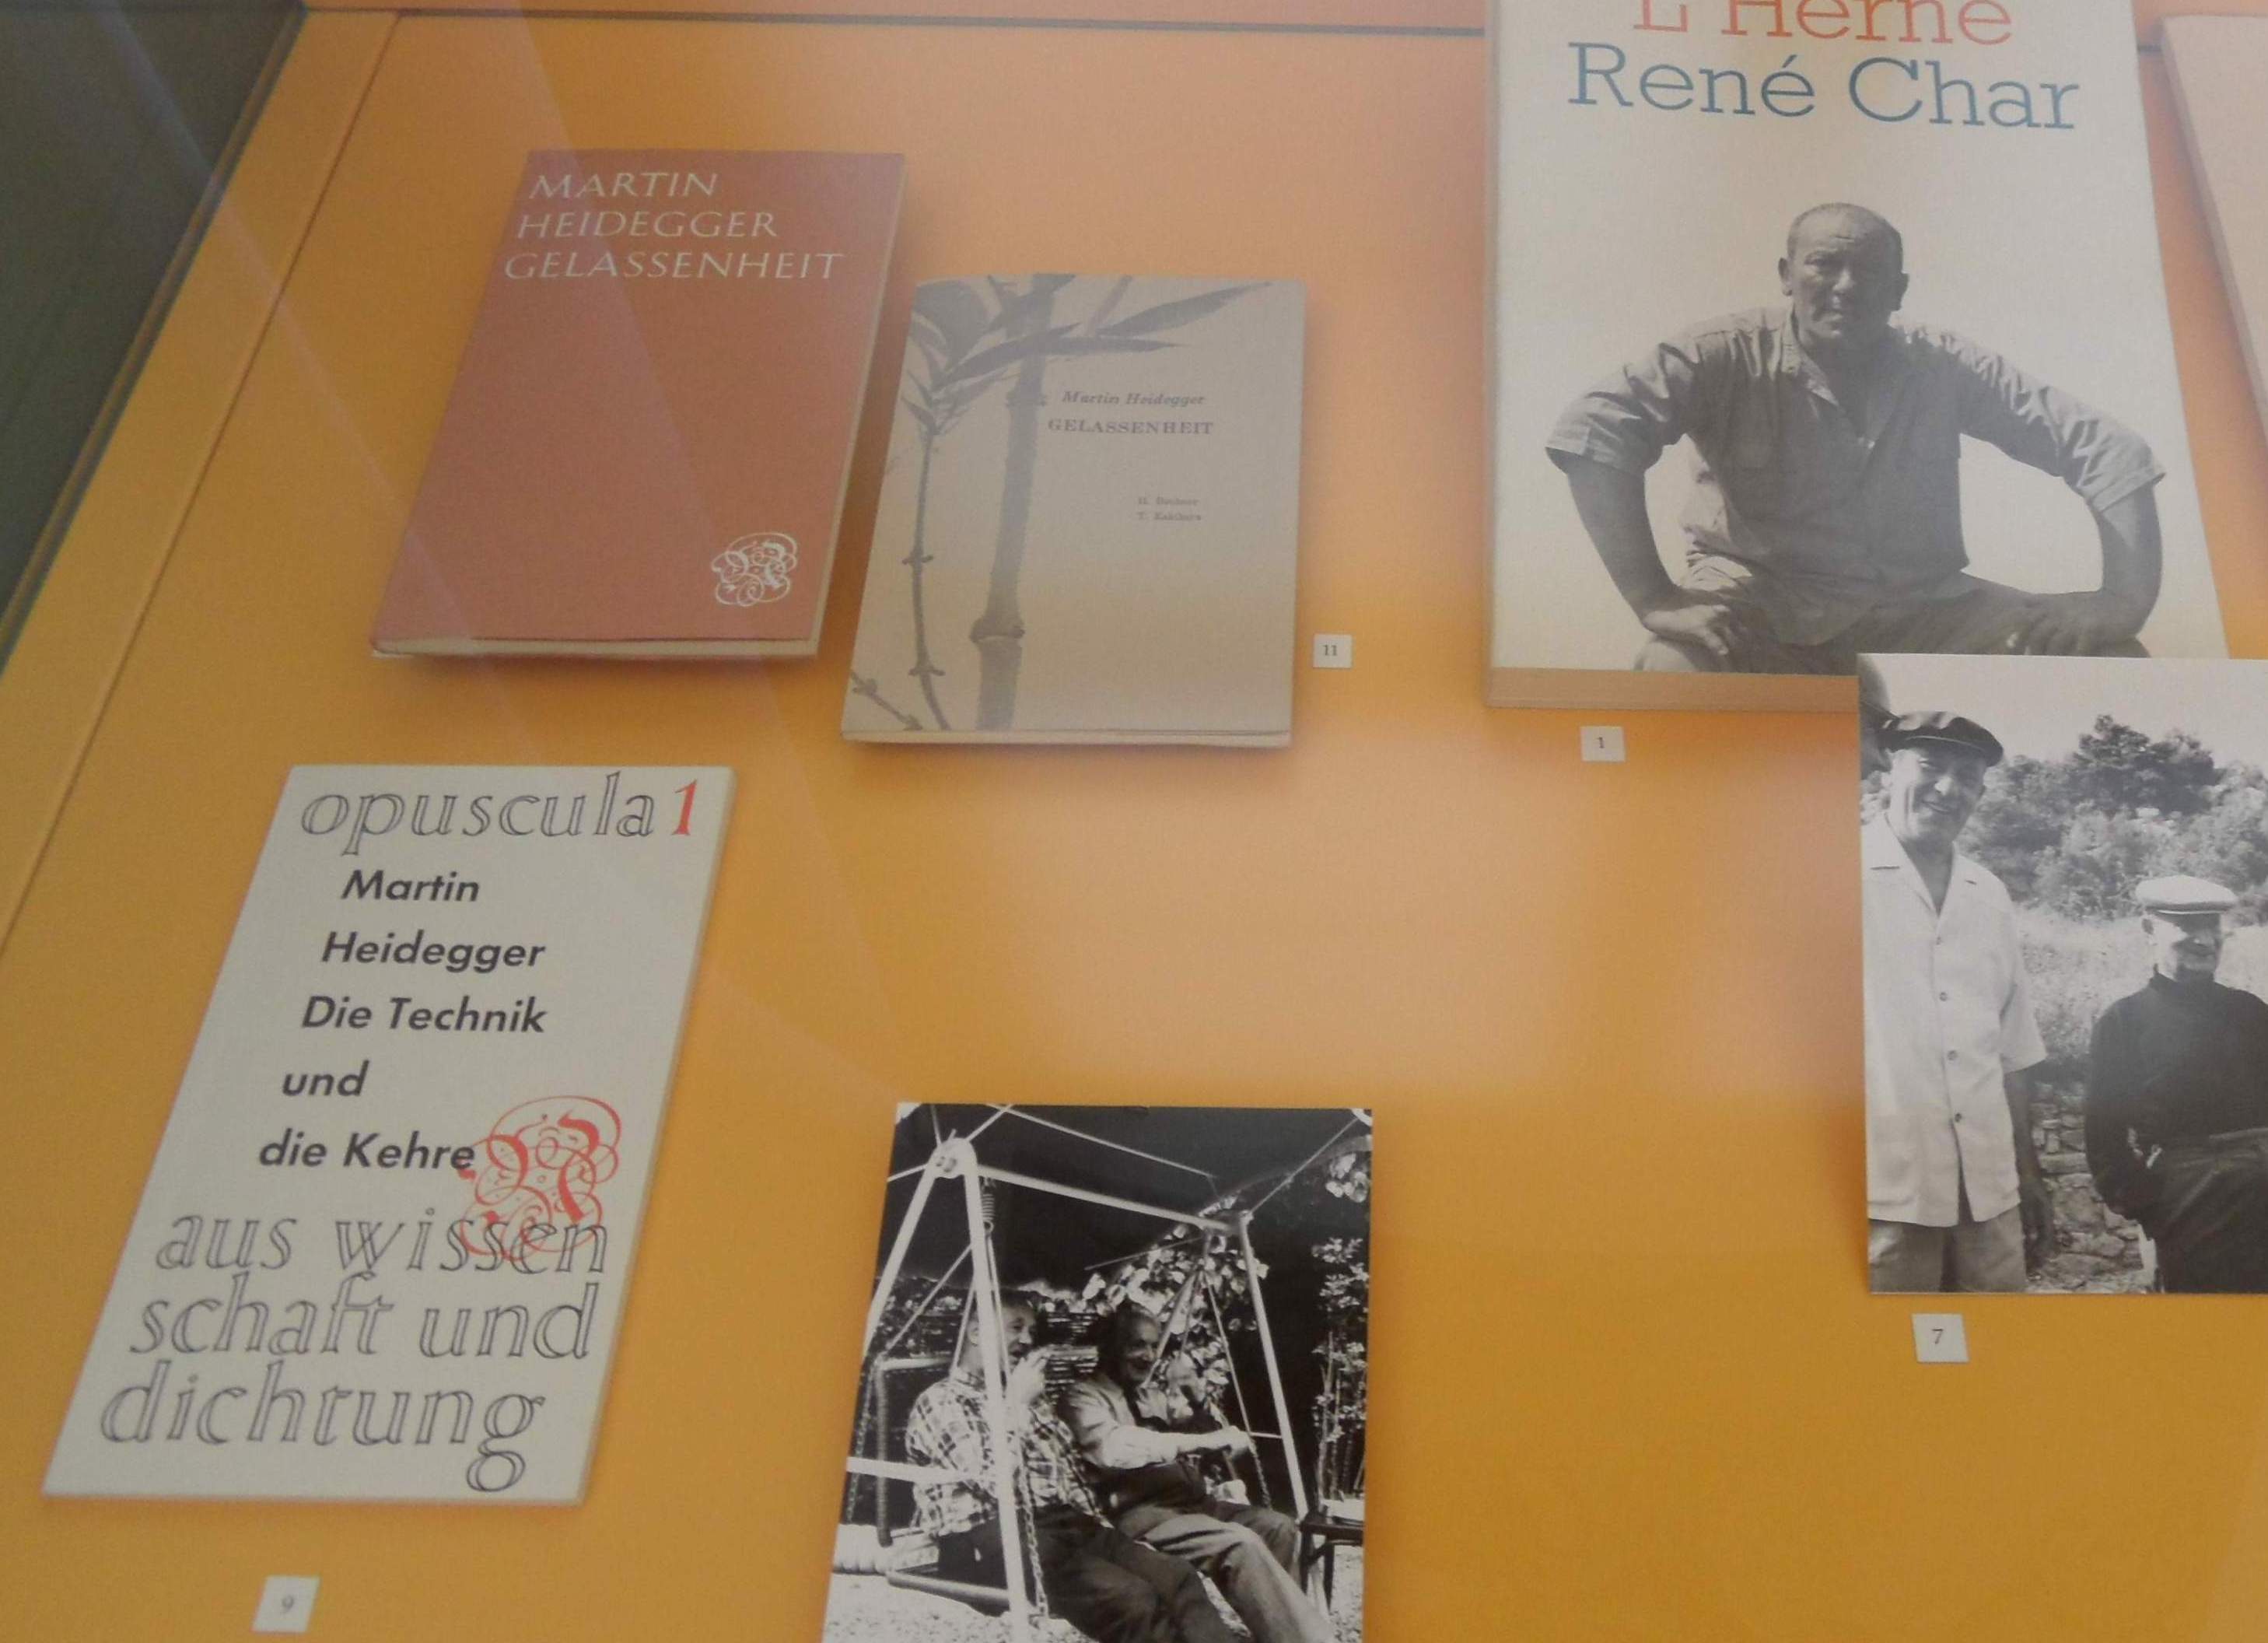 MARTIN
HEIDEGGER
GELASSENHEIT
Martin Heidegger
GELASSENHEIT
11
L'Herne
René Char
1
opuscula 1
Martin
Heidegger
Die Technik
und
die Kehre
aus wissen
schaft und
dichtung
9
7